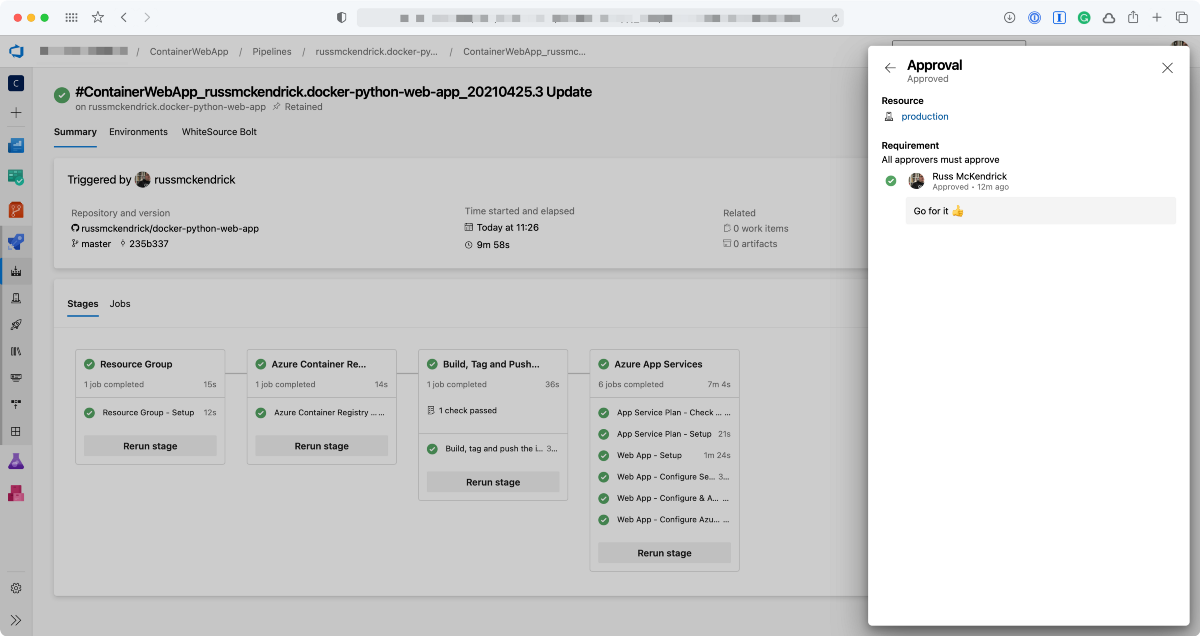 / ContainerWebApp / Pipelines / russmckendrick.docker-py... / ContainerWebApp_russmc...
C
#ContainerWebApp_russmckendrick.docker-python-web-app_20210425.3 Update
on russmckendrick.docker-python-web-app Retained
Summary Environments WhiteSource Bolt
Triggered by russmckendrick
Repository and version
russmckendrick/docker-python-web-app
master 235b337
Time started and elapsed
Today at 11:26
9m 58s
Related
0 work items
0 artifacts
Stages Jobs
Resource Group
1 job completed 15s
Resource Group - Setup 12s
Rerun stage
Azure Container Re...
1 job completed 14s
Azure Container Registry ... ...
Rerun stage
Build, Tag and Push...
1 job completed 36s
1 check passed
Build, tag and push the i... 3...
Rerun stage
Azure App Services
6 jobs completed 7m 4s
App Service Plan - Check ... ...
App Service Plan - Setup 21s
Web App - Setup 1m 24s
Web App - Configure Se... 3...
Web App - Configure & A... ...
Web App - Configure Azu... ...
Rerun stage
Approval
Approved
Resource
production
Requirement
All approvers must approve
Russ McKendrick
Approved • 12m ago
Go for it 👍